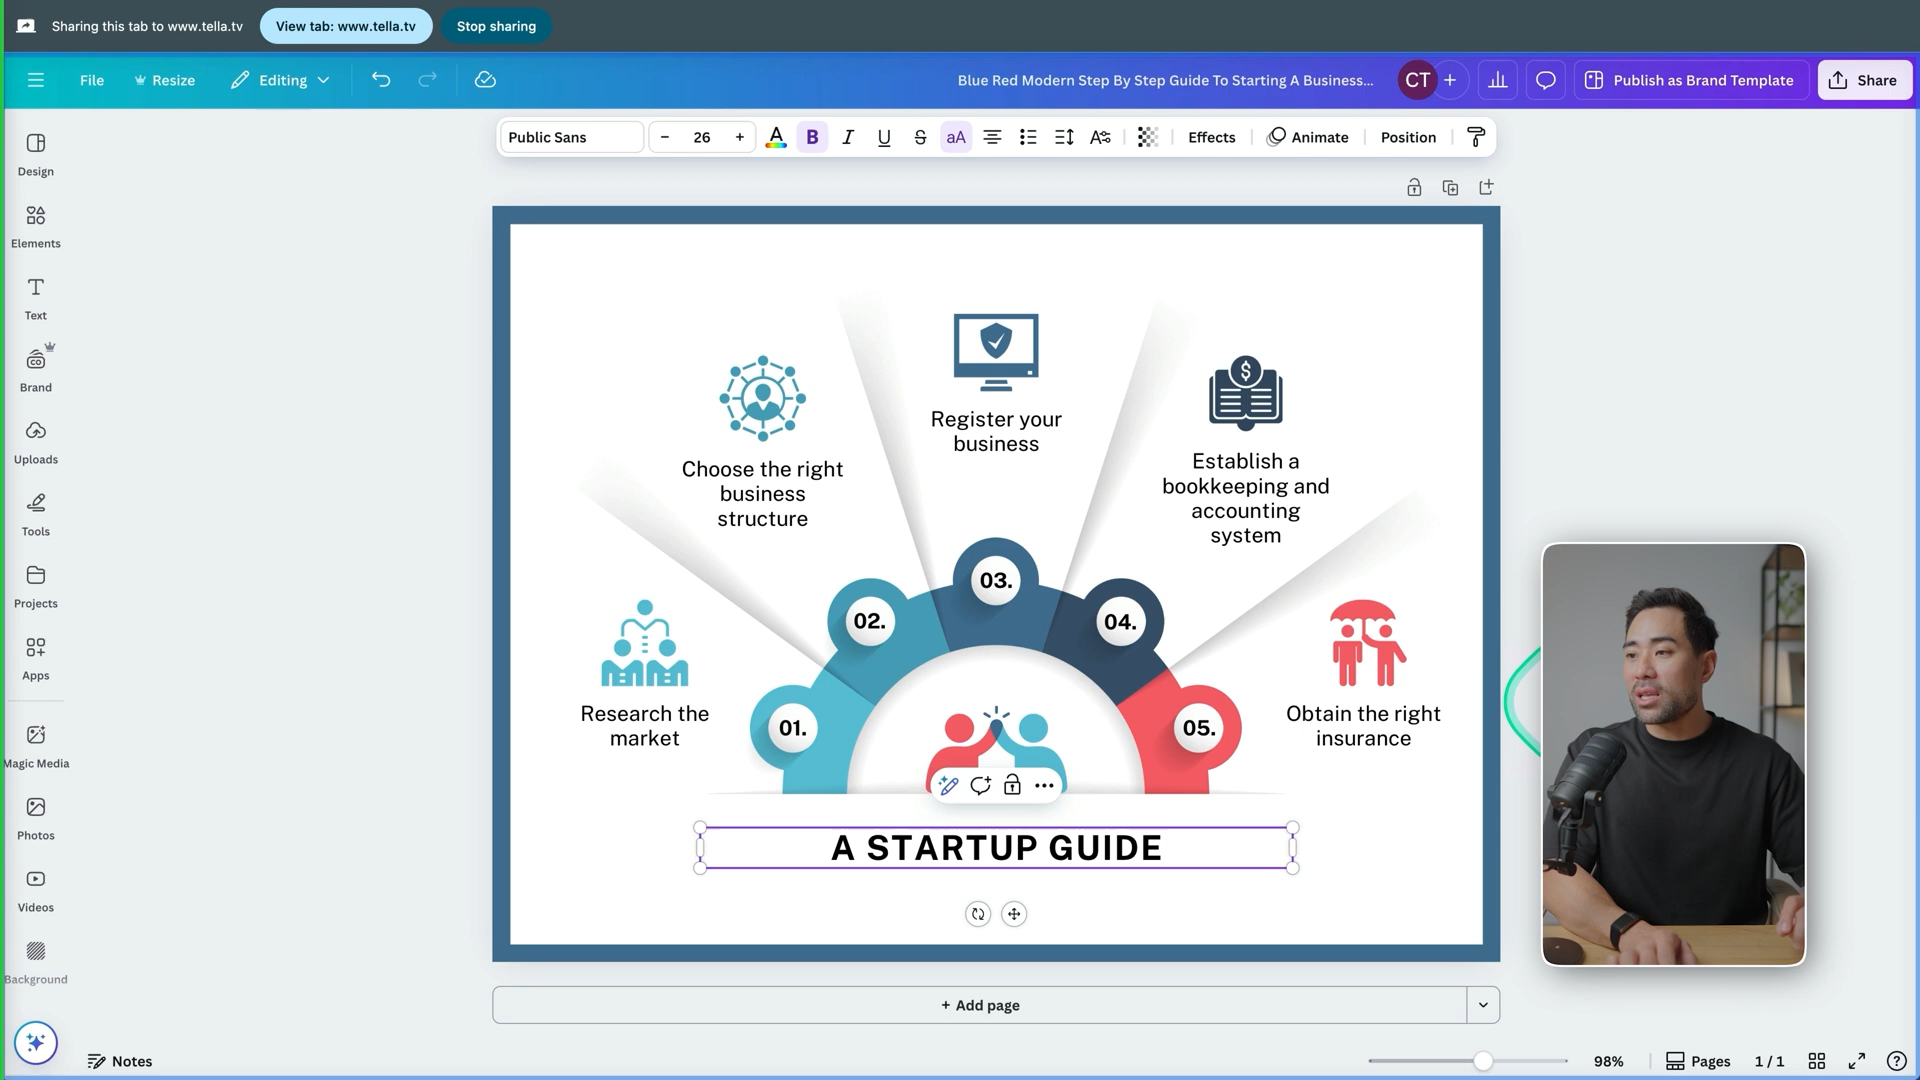 Sharing this tab to www.tella.tv
View tab: www.tella.tv
Stop sharing
File
Resize
Editing
Blue Red Modern Step By Step Guide To Starting A Business...
CT
+
Publish as Brand Template
Share
Public Sans
– 26 +
A
B
I
U
S
aA
Effects
Animate
Position
Design
Elements
Text
Brand
Uploads
Tools
Projects
Apps
Magic Media
Photos
Videos
Background
Register your
business
$
Choose the right
business
structure
Establish a
bookkeeping and
accounting
system
03.
02.
04.
Research the
market
01.
05.
Obtain the right
insurance
A STARTUP GUIDE
+ Add page
Notes
98%
Pages
1 / 1
?